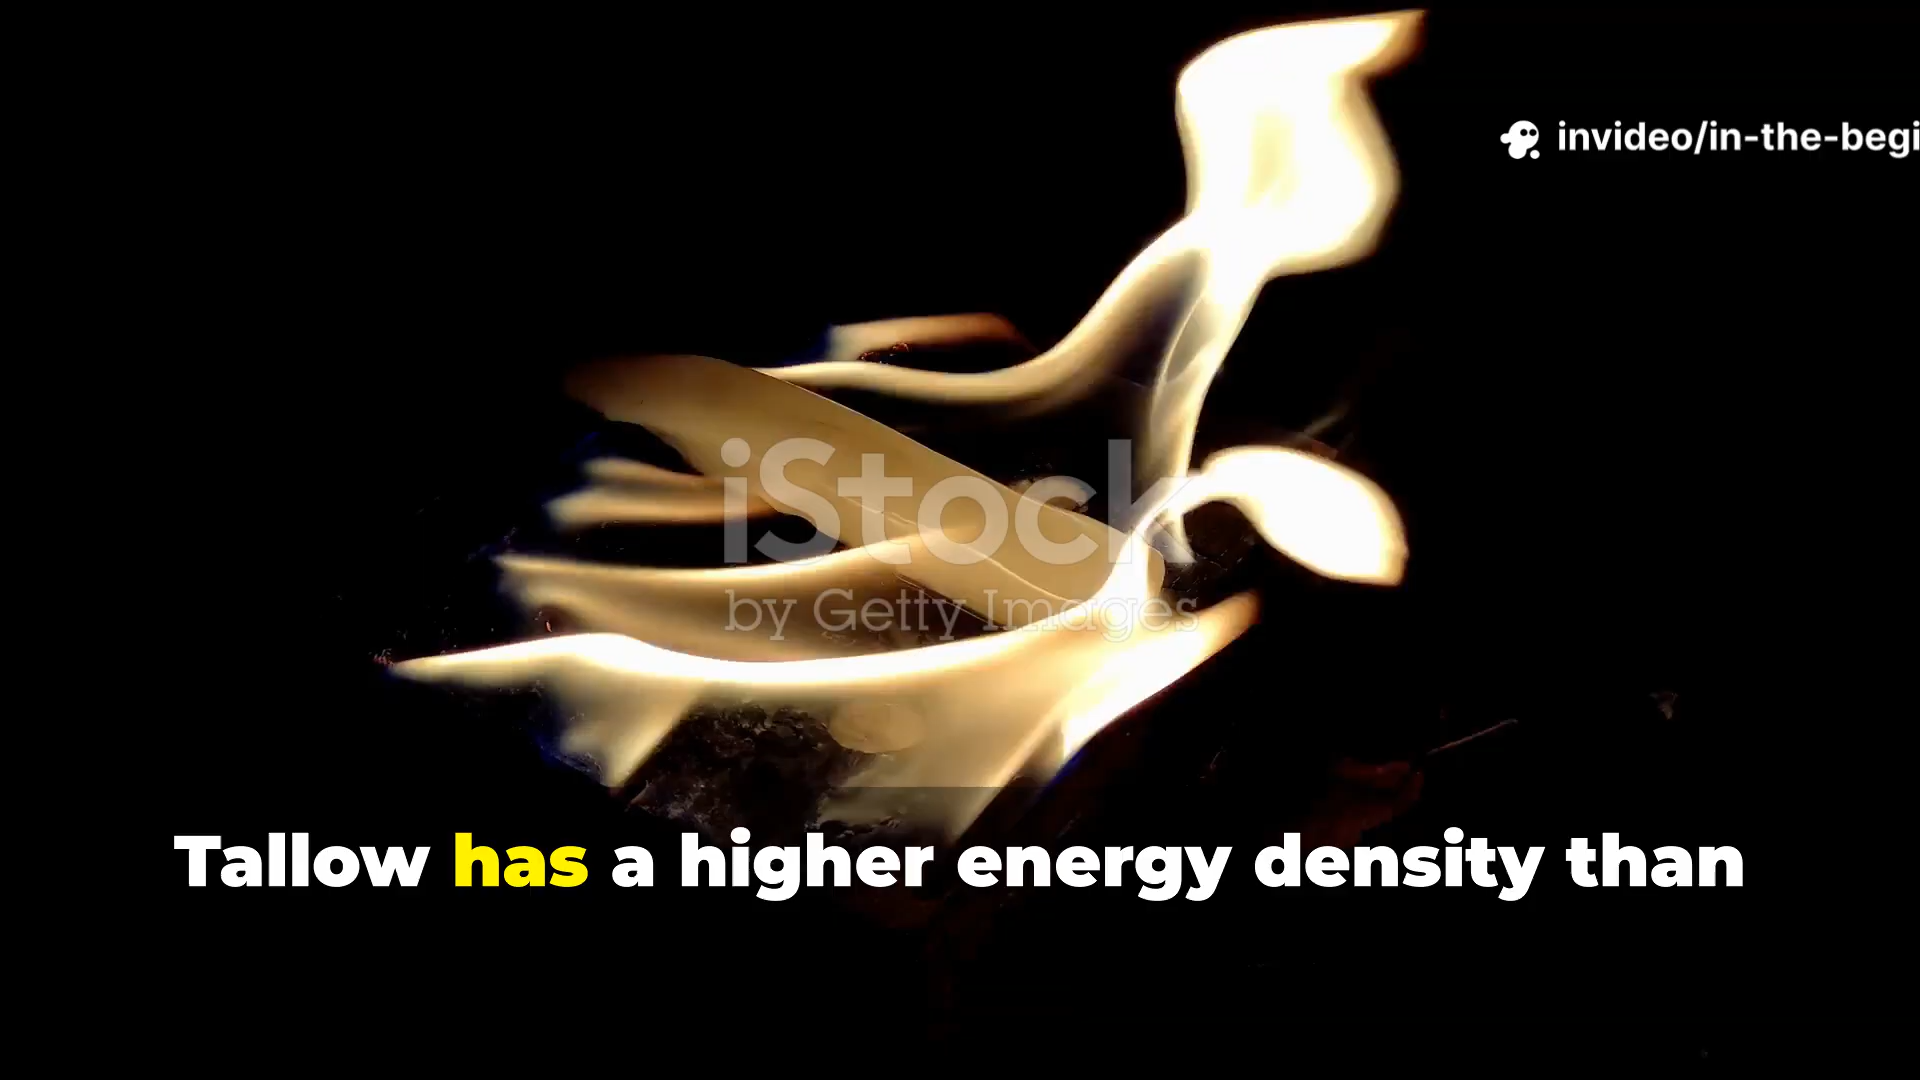 invideo/in-the-begi
iStock
by Getty Images
Tallow has a higher energy density than